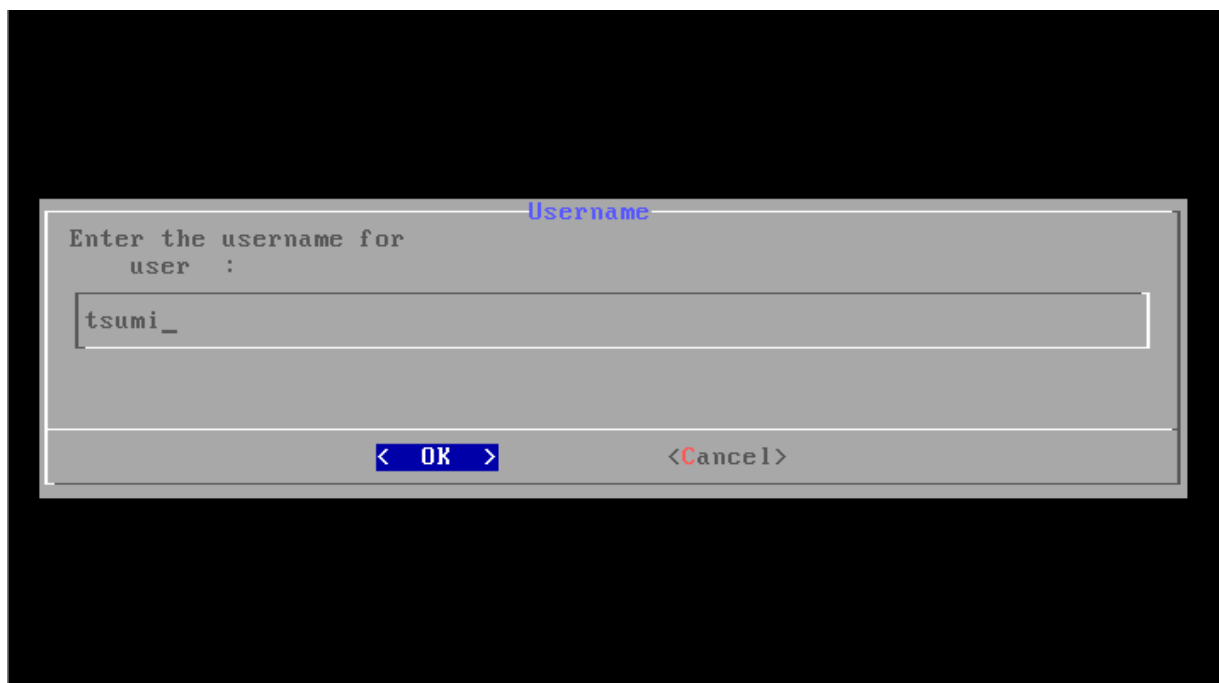 Username
Enter the username for
user :
tsumi_
< OK > <Cancel>